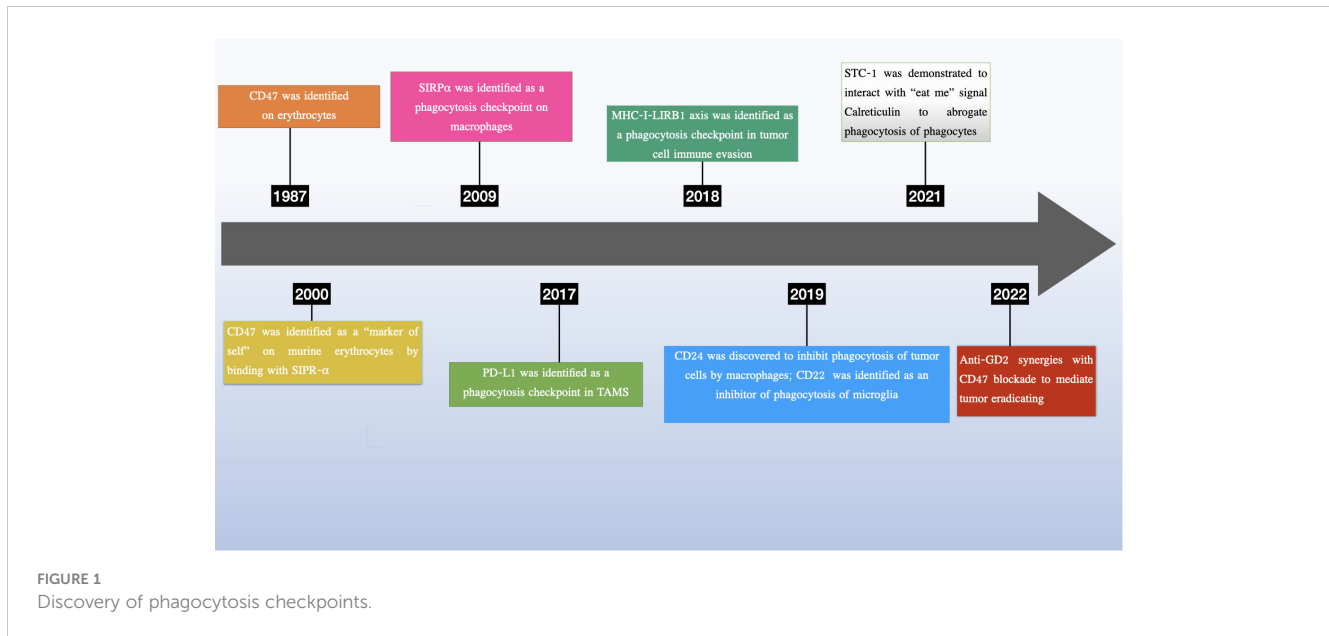 CD47 was identified
on erythrocytes
SIRPα was identified as a
phagocytosis checkpoint on
macrophages
MHC-I-LIRB1 axis was identified as
a phagocytosis checkpoint in tumor
cell immune evasion
STC-1 was demonstrated to
interact with “eat me” signal
Calreticulin to abrogate
phagocytosis of phagocytes
1987
2009
2018
2021
2000
2017
2019
2022
CD47 was identified as a “marker of
self” on murine erythrocytes by
binding with SIPR-α
PD-L1 was identified as a
phagocytosis checkpoint in TAMS
CD24 was discovered to inhibit phagocytosis of tumor
cells by macrophages; CD22 was identified as an
inhibitor of phagocytosis of microglia
Anti-GD2 synergies with
CD47 blockade to mediate
tumor eradicating
FIGURE 1
Discovery of phagocytosis checkpoints.